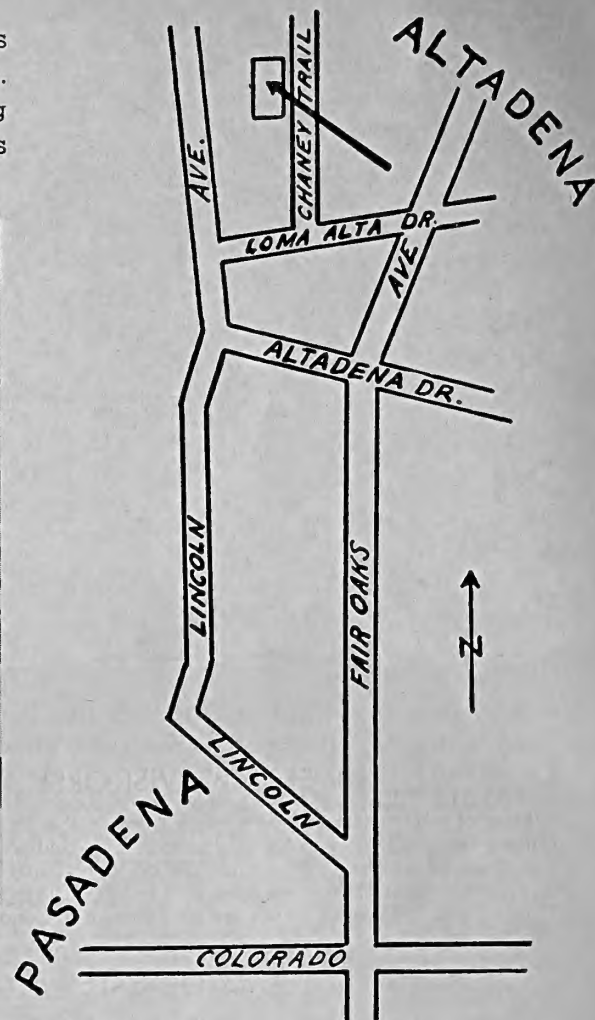 s
.
g
s
ALTADENA
AVE.
CHANEY TRAIL
LOMA ALTA DR.
AVE
ALTADENA DR.
LINCOLN
FAIR OAKS
N
LINCOLN
PASADENA
COLORADO